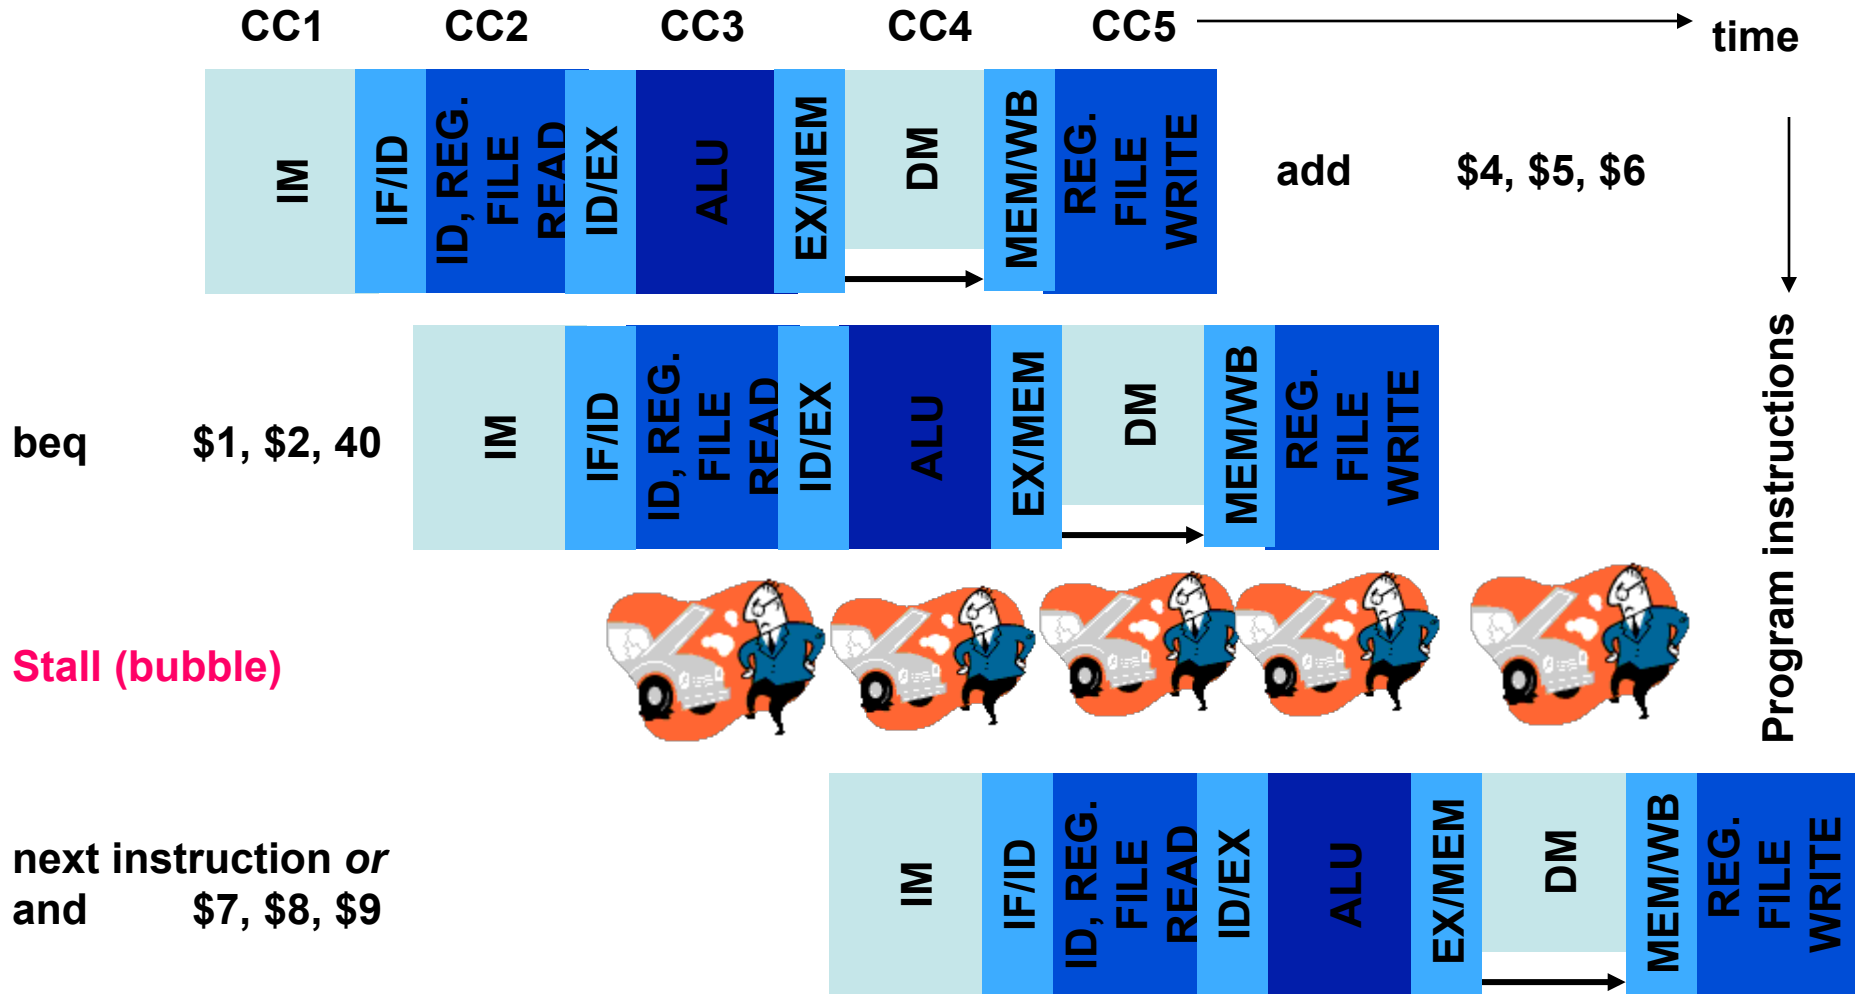 CC1 CC2 CC3 CC4 CC5 time
IM IF/ID ID, REG. FILE READ ID/EX ALU EX/MEM DM MEM/WB REG. FILE WRITE add $4, $5, $6
beq $1, $2, 40 IM IF/ID ID, REG. FILE READ ID/EX ALU EX/MEM DM MEM/WB REG. FILE WRITE
Program instructions
Stall (bubble)
next instruction or
and $7, $8, $9
IM IF/ID ID, REG. FILE READ ID/EX ALU EX/MEM DM MEM/WB REG. FILE WRITE